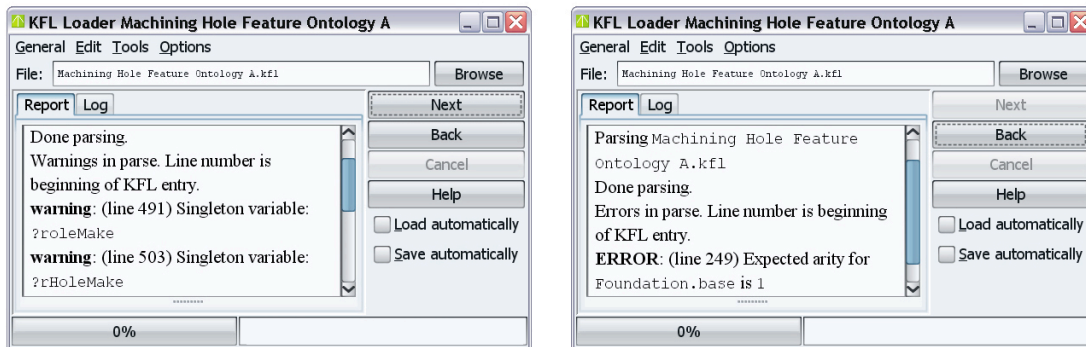 KFL Loader Machining Hole Feature Ontology A
General Edit Tools Options
File: Machining Hole Feature Ontology A.kfl Browse
Report Log
Next
Back
Cancel
Help
Load automatically
Save automatically
Done parsing.
Warnings in parse. Line number is
beginning of KFL entry.
warning: (line 491) Singleton variable:
?roleMake
warning: (line 503) Singleton variable:
?rHoleMake
0%
KFL Loader Machining Hole Feature Ontology A
General Edit Tools Options
File: Machining Hole Feature Ontology A.kfl Browse
Report Log
Next
Back
Cancel
Help
Load automatically
Save automatically
Parsing Machining Hole Feature
Ontology A.kfl
Done parsing.
Errors in parse. Line number is beginning
of KFL entry.
ERROR: (line 249) Expected arity for
Foundation.base is 1
0%